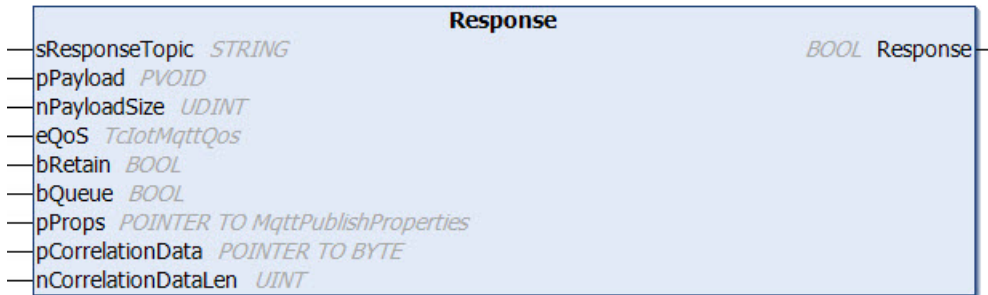 Response
sResponseTopic STRING BOOL Response
pPayload PVOID
nPayloadSize UDINT
eQoS TcIotMqttQos
bRetain BOOL
bQueue BOOL
pProps POINTER TO MqttPublishProperties
pCorrelationData POINTER TO BYTE
nCorrelationDataLen UINT